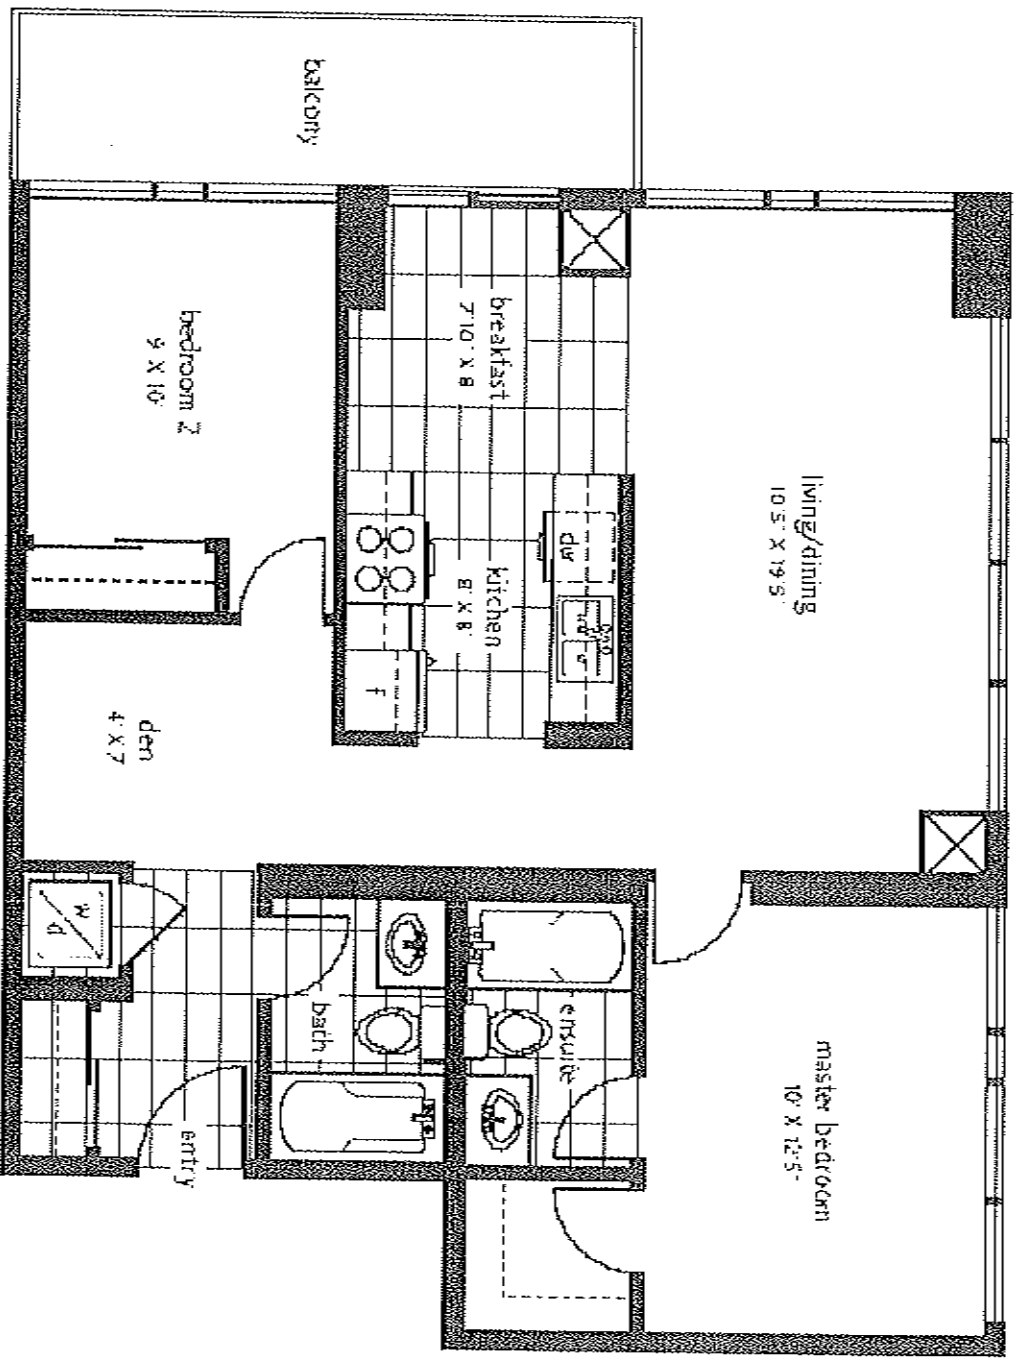 balcony
bedroom 2
9 X 10'
breakfast
7'10" X 8'
living/dining
10'5" X 19'5"
dw
kitchen
8' X 8'
f
den
4' X 7'
w
d
bath
ensuite
entry
master bedroom
10' X 12'5"